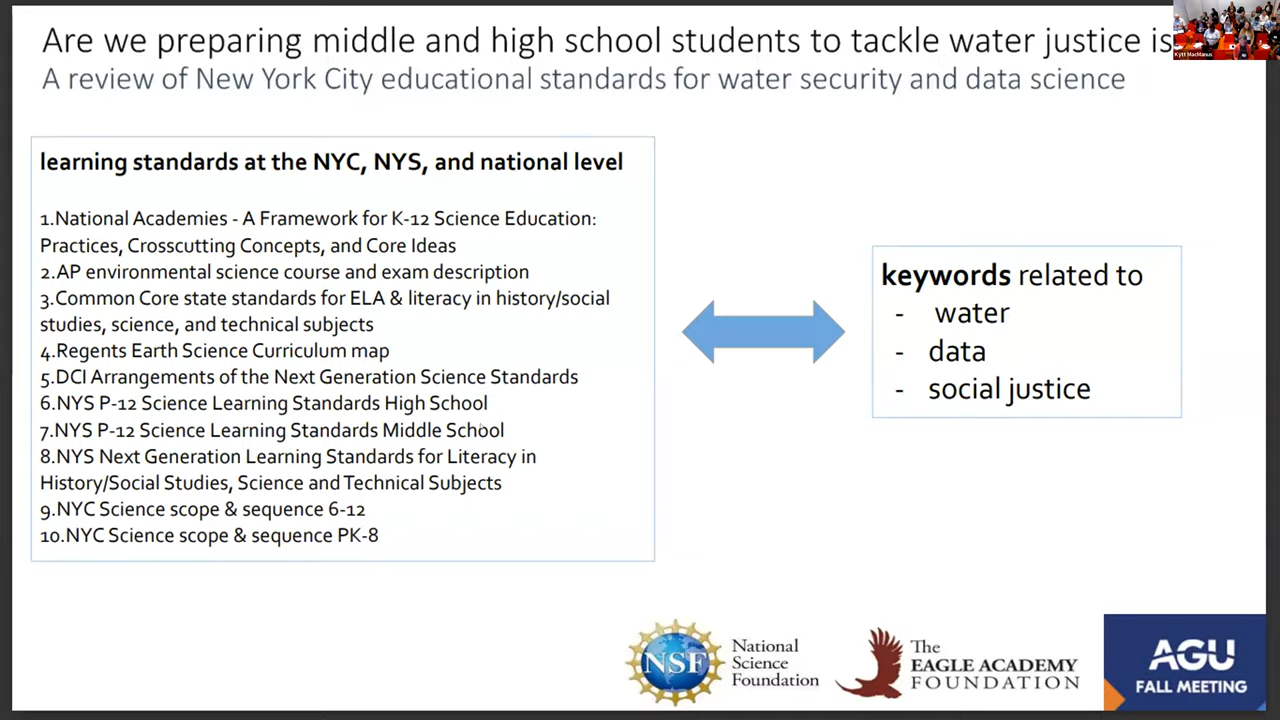 Are we preparing middle and high school students to tackle water justice is
A review of New York City educational standards for water security and data science
Kytt MacManus
learning standards at the NYC, NYS, and national level
1.National Academies - A Framework for K-12 Science Education:
Practices, Crosscutting Concepts, and Core Ideas
2.AP environmental science course and exam description
3.Common Core state standards for ELA & literacy in history/social
studies, science, and technical subjects
4.Regents Earth Science Curriculum map
5.DCI Arrangements of the Next Generation Science Standards
6.NYS P-12 Science Learning Standards High School
7.NYS P-12 Science Learning Standards Middle School
8.NYS Next Generation Learning Standards for Literacy in
History/Social Studies, Science and Technical Subjects
9.NYC Science scope & sequence 6-12
10.NYC Science scope & sequence PK-8
keywords related to
- water
- data
- social justice
NSF
National
Science
Foundation
The
EAGLE ACADEMY
FOUNDATION
AGU
FALL MEETING